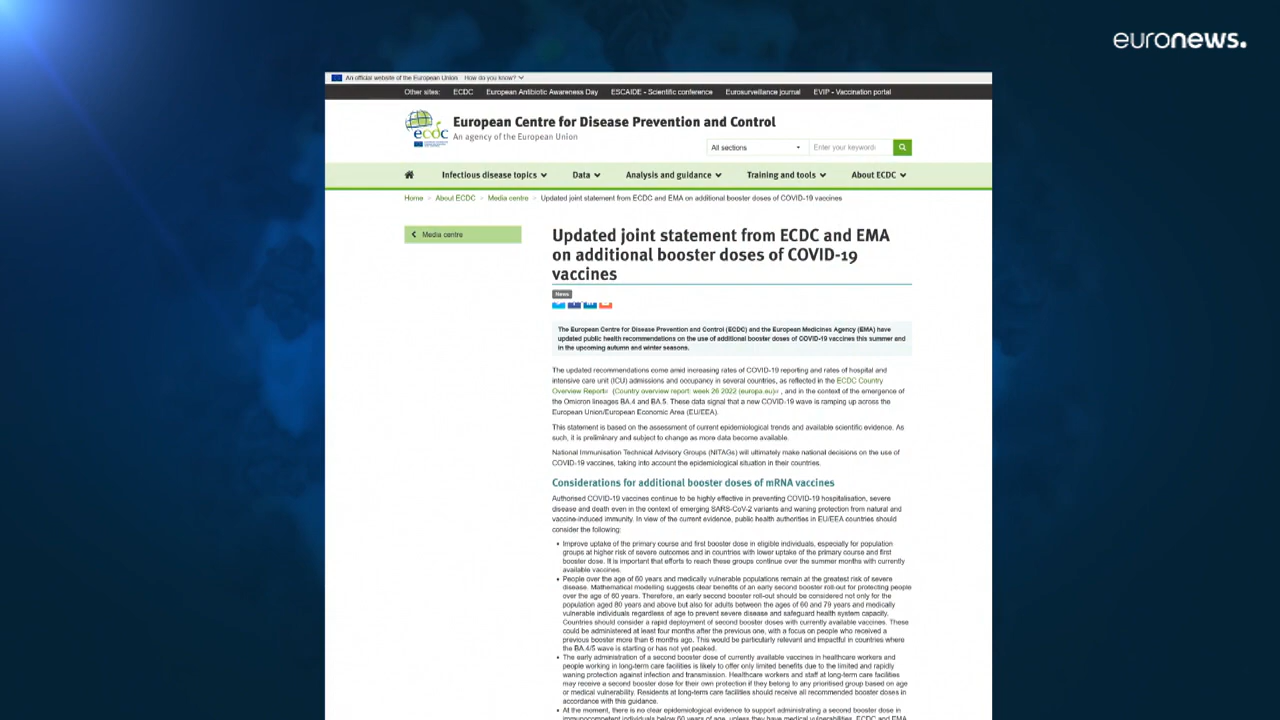 euronews.
An official website of the European Union How do you know?
Other sites: ECDC European Antibiotic Awareness Day ESCAIDE - Scientific conference Eurosurveillance journal EVIP - Vaccination portal
ecdc
European Centre for Disease Prevention and Control
An agency of the European Union
All sections Enter your keyword
Infectious disease topics Data Analysis and guidance Training and tools About ECDC
Home > About ECDC > Media centre > Updated joint statement from ECDC and EMA on additional booster doses of COVID-19 vaccines
Media centre
Updated joint statement from ECDC and EMA
on additional booster doses of COVID-19
vaccines
News
The European Centre for Disease Prevention and Control (ECDC) and the European Medicines Agency (EMA) have
updated public health recommendations on the use of additional booster doses of COVID-19 vaccines this summer and
in the upcoming autumn and winter seasons.
The updated recommendations come amid increasing rates of COVID-19 reporting and rates of hospital and
intensive care unit (ICU) admissions and occupancy in several countries, as reflected in the ECDC Country
Overview Report (Country overview report: week 26 2022 (europa.eu) , and in the context of the emergence of
the Omicron lineages BA.4 and BA.5. These data signal that a new COVID-19 wave is ramping up across the
European Union/European Economic Area (EU/EEA).
This statement is based on the assessment of current epidemiological trends and available scientific evidence. As
such, it is preliminary and subject to change as more data become available.
National Immunisation Technical Advisory Groups (NITAGs) will ultimately make national decisions on the use of
COVID-19 vaccines, taking into account the epidemiological situation in their countries.
Considerations for additional booster doses of mRNA vaccines
Authorised COVID-19 vaccines continue to be highly effective in preventing COVID-19 hospitalisation, severe
disease and death even in the context of emerging SARS-CoV-2 variants and waning protection from natural and
vaccine-induced immunity. In view of the current evidence, public health authorities in EU/EEA countries should
consider the following:
• Improve uptake of the primary course and first booster dose in eligible individuals, especially for population
groups at higher risk of severe outcomes and in countries with lower uptake of the primary course and first
booster dose. It is important that efforts to reach these groups continue over the summer months with currently
available vaccines.
• People over the age of 60 years and medically vulnerable populations remain at the greatest risk of severe
disease. Mathematical modelling suggests clear benefits of an early second booster roll-out for protecting people
over the age of 60 years. Therefore, an early second booster roll-out should be considered not only for the
population aged 80 years and above but also for adults between the ages of 60 and 79 years and medically
vulnerable individuals regardless of age to prevent severe disease and safeguard health system capacity.
Countries should consider a rapid deployment of second booster doses with currently available vaccines. These
could be administered at least four months after the previous one, with a focus on people who received a
previous booster more than 6 months ago. This would be particularly relevant and impactful in countries where
the BA.4/5 wave is starting or has not yet peaked.
• The early administration of a second booster dose of currently available vaccines in healthcare workers and
people working in long-term care facilities is likely to offer only limited benefits due to the limited and rapidly
waning protection against infection and transmission. Healthcare workers and staff at long-term care facilities
may receive a second booster dose for their own protection if they belong to any prioritised group based on age
or medical vulnerability. Residents at long-term care facilities should receive all recommended booster doses in
accordance with this guidance.
• At the moment, there is no clear epidemiological evidence to support administrating a second booster dose in
immunocompetent individuals below 60 years of age, unless they have medical vulnerabilities. ECDC and EMA